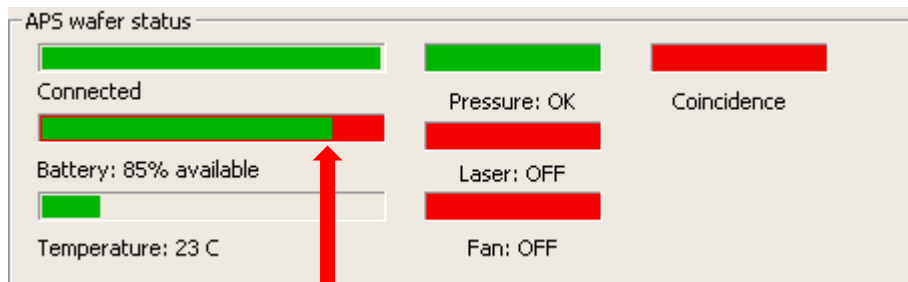 APS wafer status
Connected
Pressure: OK
Coincidence
Battery: 85% available
Laser: OFF
Temperature: 23 C
Fan: OFF